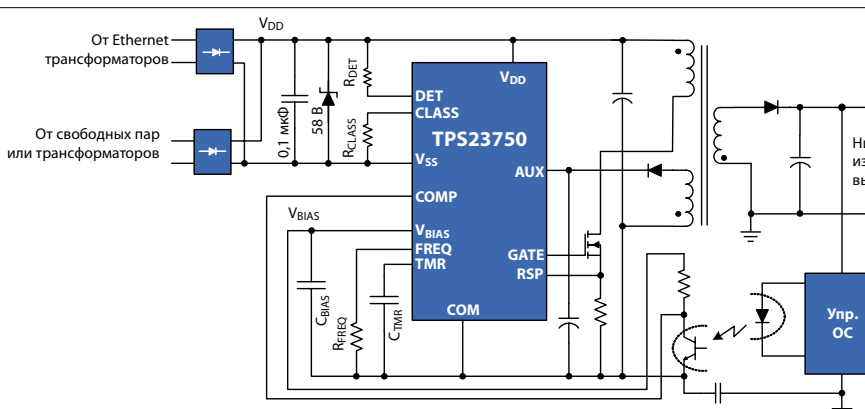 От Ethernet
трансформаторов
От свободных пар
или трансформаторов
V_DD
0,1 мкФ
58 В
R_DET
R_CLASS
V_DD
DET
CLASS
TPS23750
V_SS
AUX
COMP
V_BIAS
V_BIAS
FREQ
TMR
GATE
RSP
COM
C_BIAS
R_FREQ
C_TMR
Упр.
ОС